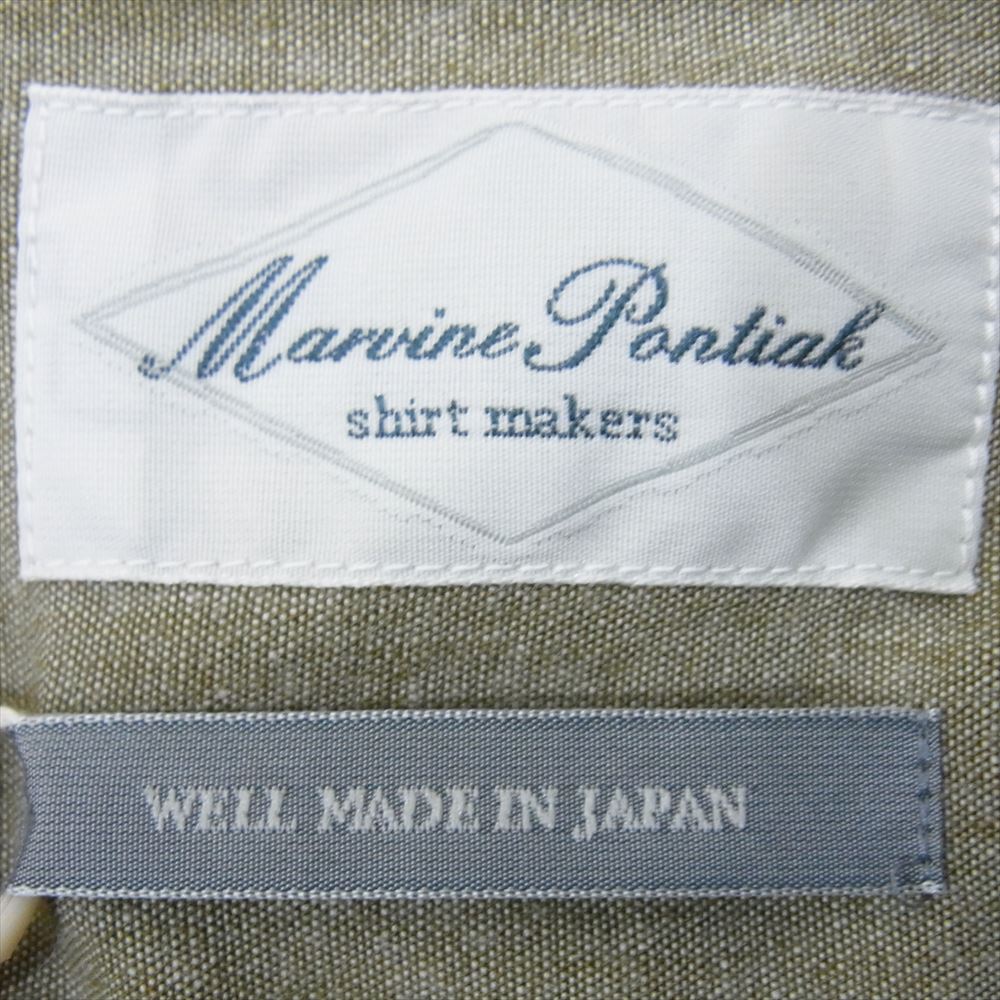 Marvine Pontiak
shirt makers
WELL MADE IN JAPAN